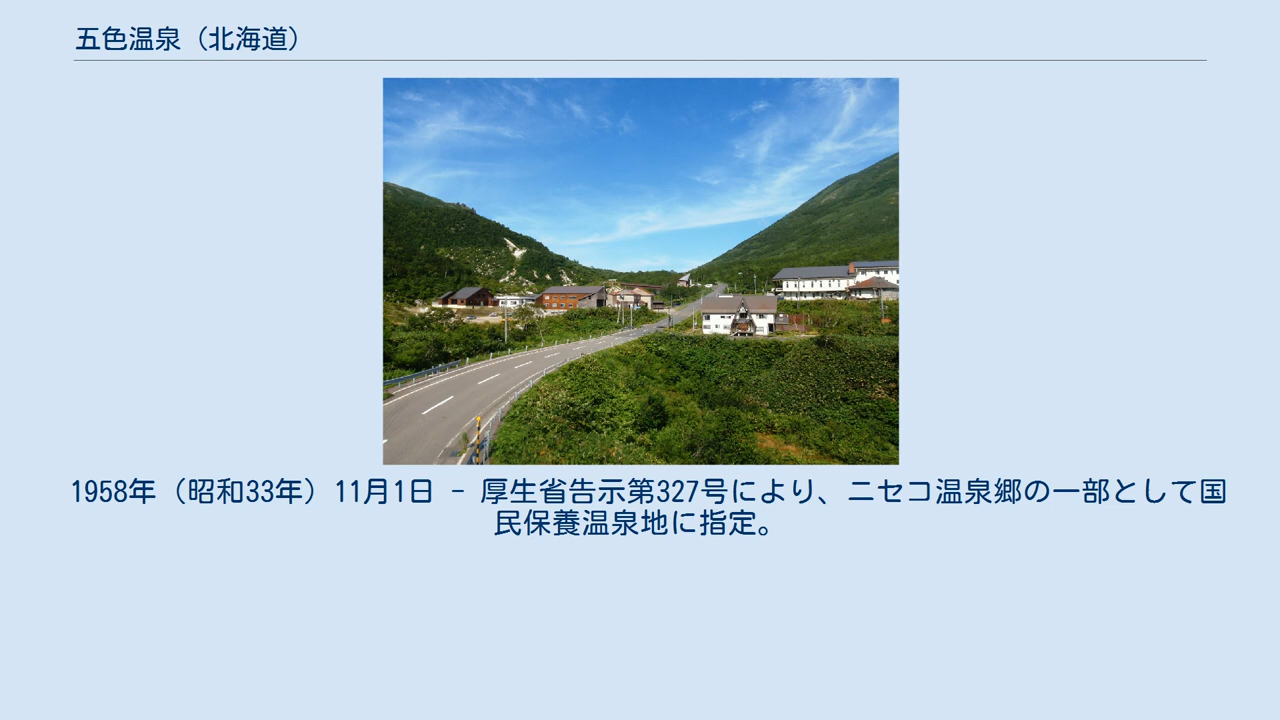 五色温泉（北海道）
1958年（昭和33年）11月1日 - 厚生省告示第327号により、ニセコ温泉郷の一部として国
民保養温泉地に指定。